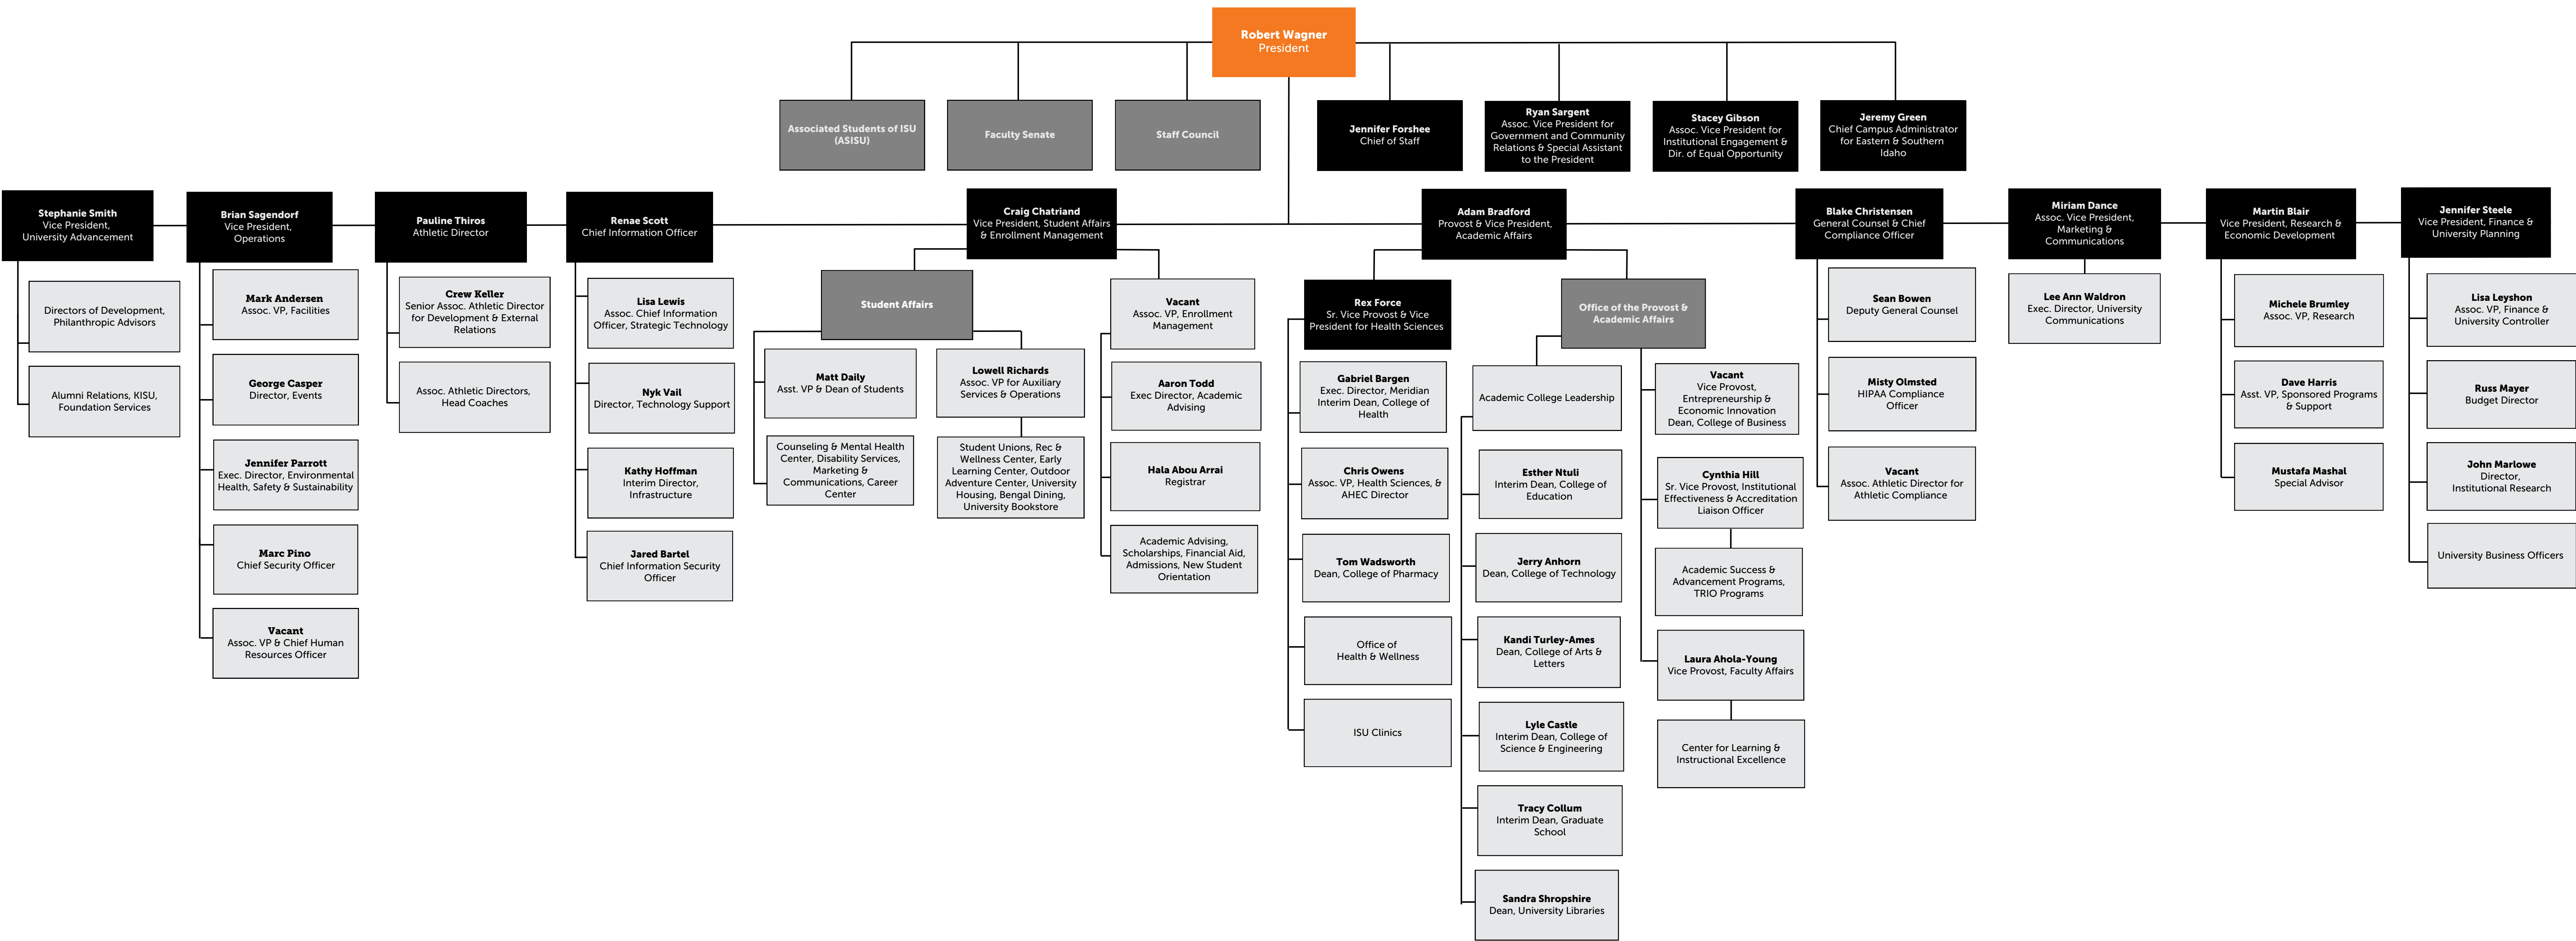 Robert Wagner
President
Associated Students of ISU
(ASISU)
Faculty Senate
Staff Council
Jennifer Forshee
Chief of Staff
Ryan Sargent
Assoc. Vice President for
Government and Community
Relations & Special Assistant
to the President
Stacey Gibson
Assoc. Vice President for
Institutional Engagement &
Dir. of Equal Opportunity
Jeremy Green
Chief Campus Administrator
for Eastern & Southern
Idaho
Stephanie Smith
Vice President,
University Advancement
Brian Sagendorf
Vice President,
Operations
Pauline Thiros
Athletic Director
Renae Scott
Chief Information Officer
Craig Chatriand
Vice President, Student Affairs
& Enrollment Management
Adam Bradford
Provost & Vice President,
Academic Affairs
Blake Christensen
General Counsel & Chief
Compliance Officer
Miriam Dance
Assoc. Vice President,
Marketing &
Communications
Martin Blair
Vice President, Research &
Economic Development
Jennifer Steele
Vice President, Finance &
University Planning
Directors of Development,
Philanthropic Advisors
Alumni Relations, KISU,
Foundation Services
Mark Andersen
Assoc. VP, Facilities
George Casper
Director, Events
Jennifer Parrott
Exec. Director, Environmental
Health, Safety & Sustainability
Marc Pino
Chief Security Officer
Vacant
Assoc. VP & Chief Human
Resources Officer
Crew Keller
Senior Assoc. Athletic Director
for Development & External
Relations
Assoc. Athletic Directors,
Head Coaches
Lisa Lewis
Assoc. Chief Information
Officer, Strategic Technology
Nyk Vail
Director, Technology Support
Kathy Hoffman
Interim Director,
Infrastructure
Jared Bartel
Chief Information Security
Officer
Student Affairs
Matt Daily
Asst. VP & Dean of Students
Counseling & Mental Health
Center, Disability Services,
Marketing &
Communications, Career
Center
Lowell Richards
Assoc. VP for Auxiliary
Services & Operations
Student Unions, Rec &
Wellness Center, Early
Learning Center, Outdoor
Adventure Center, University
Housing, Bengal Dining,
University Bookstore
Vacant
Assoc. VP, Enrollment
Management
Aaron Todd
Exec Director, Academic
Advising
Hala Abou Arrai
Registrar
Academic Advising,
Scholarships, Financial Aid,
Admissions, New Student
Orientation
Rex Force
Sr. Vice Provost & Vice
President for Health Sciences
Gabriel Bargen
Exec. Director, Meridian
Interim Dean, College of
Health
Chris Owens
Assoc. VP, Health Sciences, &
AHEC Director
Tom Wadsworth
Dean, College of Pharmacy
Office of
Health & Wellness
ISU Clinics
Office of the Provost &
Academic Affairs
Academic College Leadership
Esther Ntuli
Interim Dean, College of
Education
Jerry Anhorn
Dean, College of Technology
Kandi Turley-Ames
Dean, College of Arts &
Letters
Lyle Castle
Interim Dean, College of
Science & Engineering
Tracy Collum
Interim Dean, Graduate
School
Sandra Shropshire
Dean, University Libraries
Vacant
Vice Provost,
Entrepreneurship &
Economic Innovation
Dean, College of Business
Cynthia Hill
Sr. Vice Provost, Institutional
Effectiveness & Accreditation
Liaison Officer
Academic Success &
Advancement Programs,
TRIO Programs
Laura Ahola-Young
Vice Provost, Faculty Affairs
Center for Learning &
Instructional Excellence
Sean Bowen
Deputy General Counsel
Misty Olmsted
HIPAA Compliance
Officer
Vacant
Assoc. Athletic Director for
Athletic Compliance
Lee Ann Waldron
Exec. Director, University
Communications
Michele Brumley
Assoc. VP, Research
Dave Harris
Asst. VP, Sponsored Programs
& Support
Mustafa Mashal
Special Advisor
Lisa Leyshon
Assoc. VP, Finance &
University Controller
Russ Mayer
Budget Director
John Marlowe
Director,
Institutional Research
University Business Officers